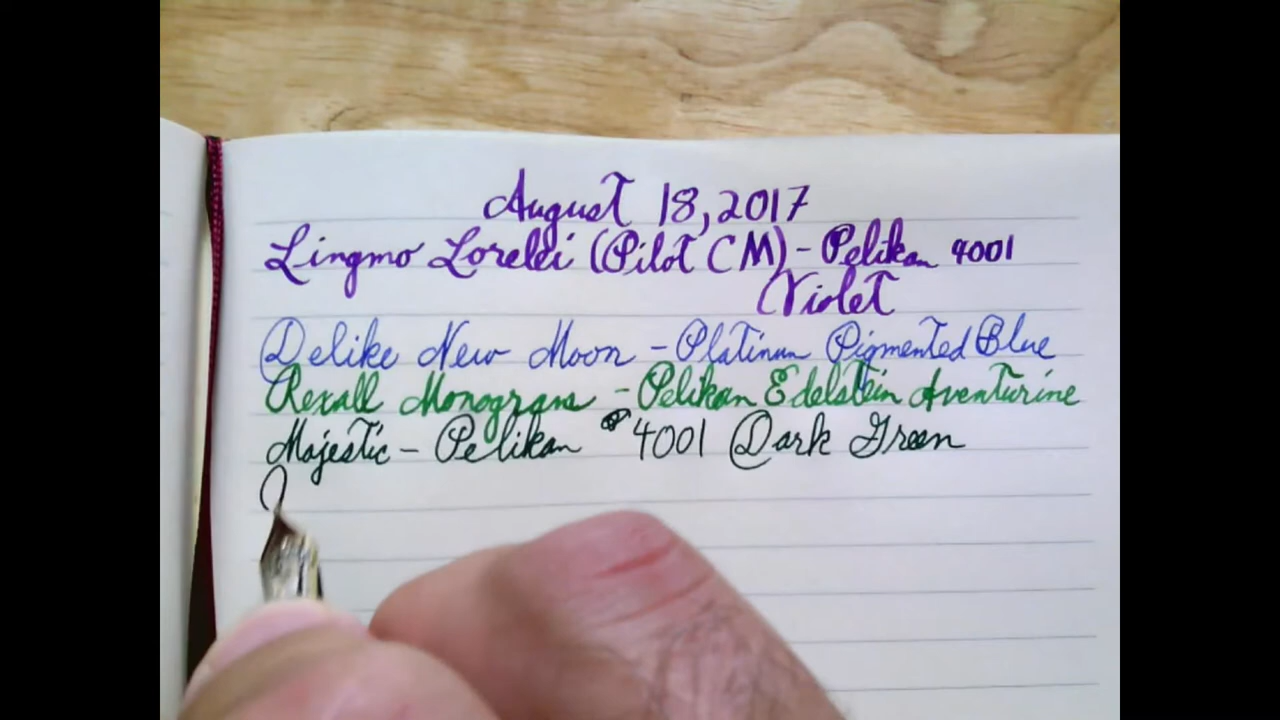 August 18, 2017
Lingmo Lorelei (Pilot CM) - Pelikan 4001
Violet
Delike New Moon - Platinum Pigmented Blue
Rexall Monogram - Pelikan Edelstein Aventurine
Majestic - Pelikan 4001 Dark Green